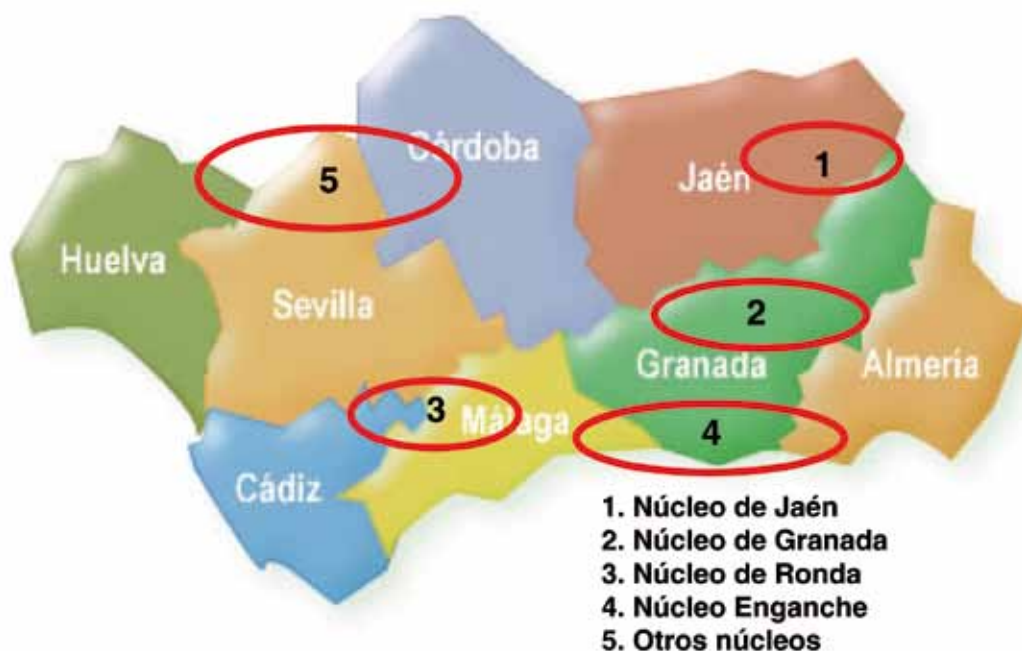 Córdoba
1
5
Jaén
Huelva
Sevilla
2
Granada
Almería
3
Málaga
4
Cádiz
1. Núcleo de Jaén
2. Núcleo de Granada
3. Núcleo de Ronda
4. Núcleo Enganche
5. Otros núcleos